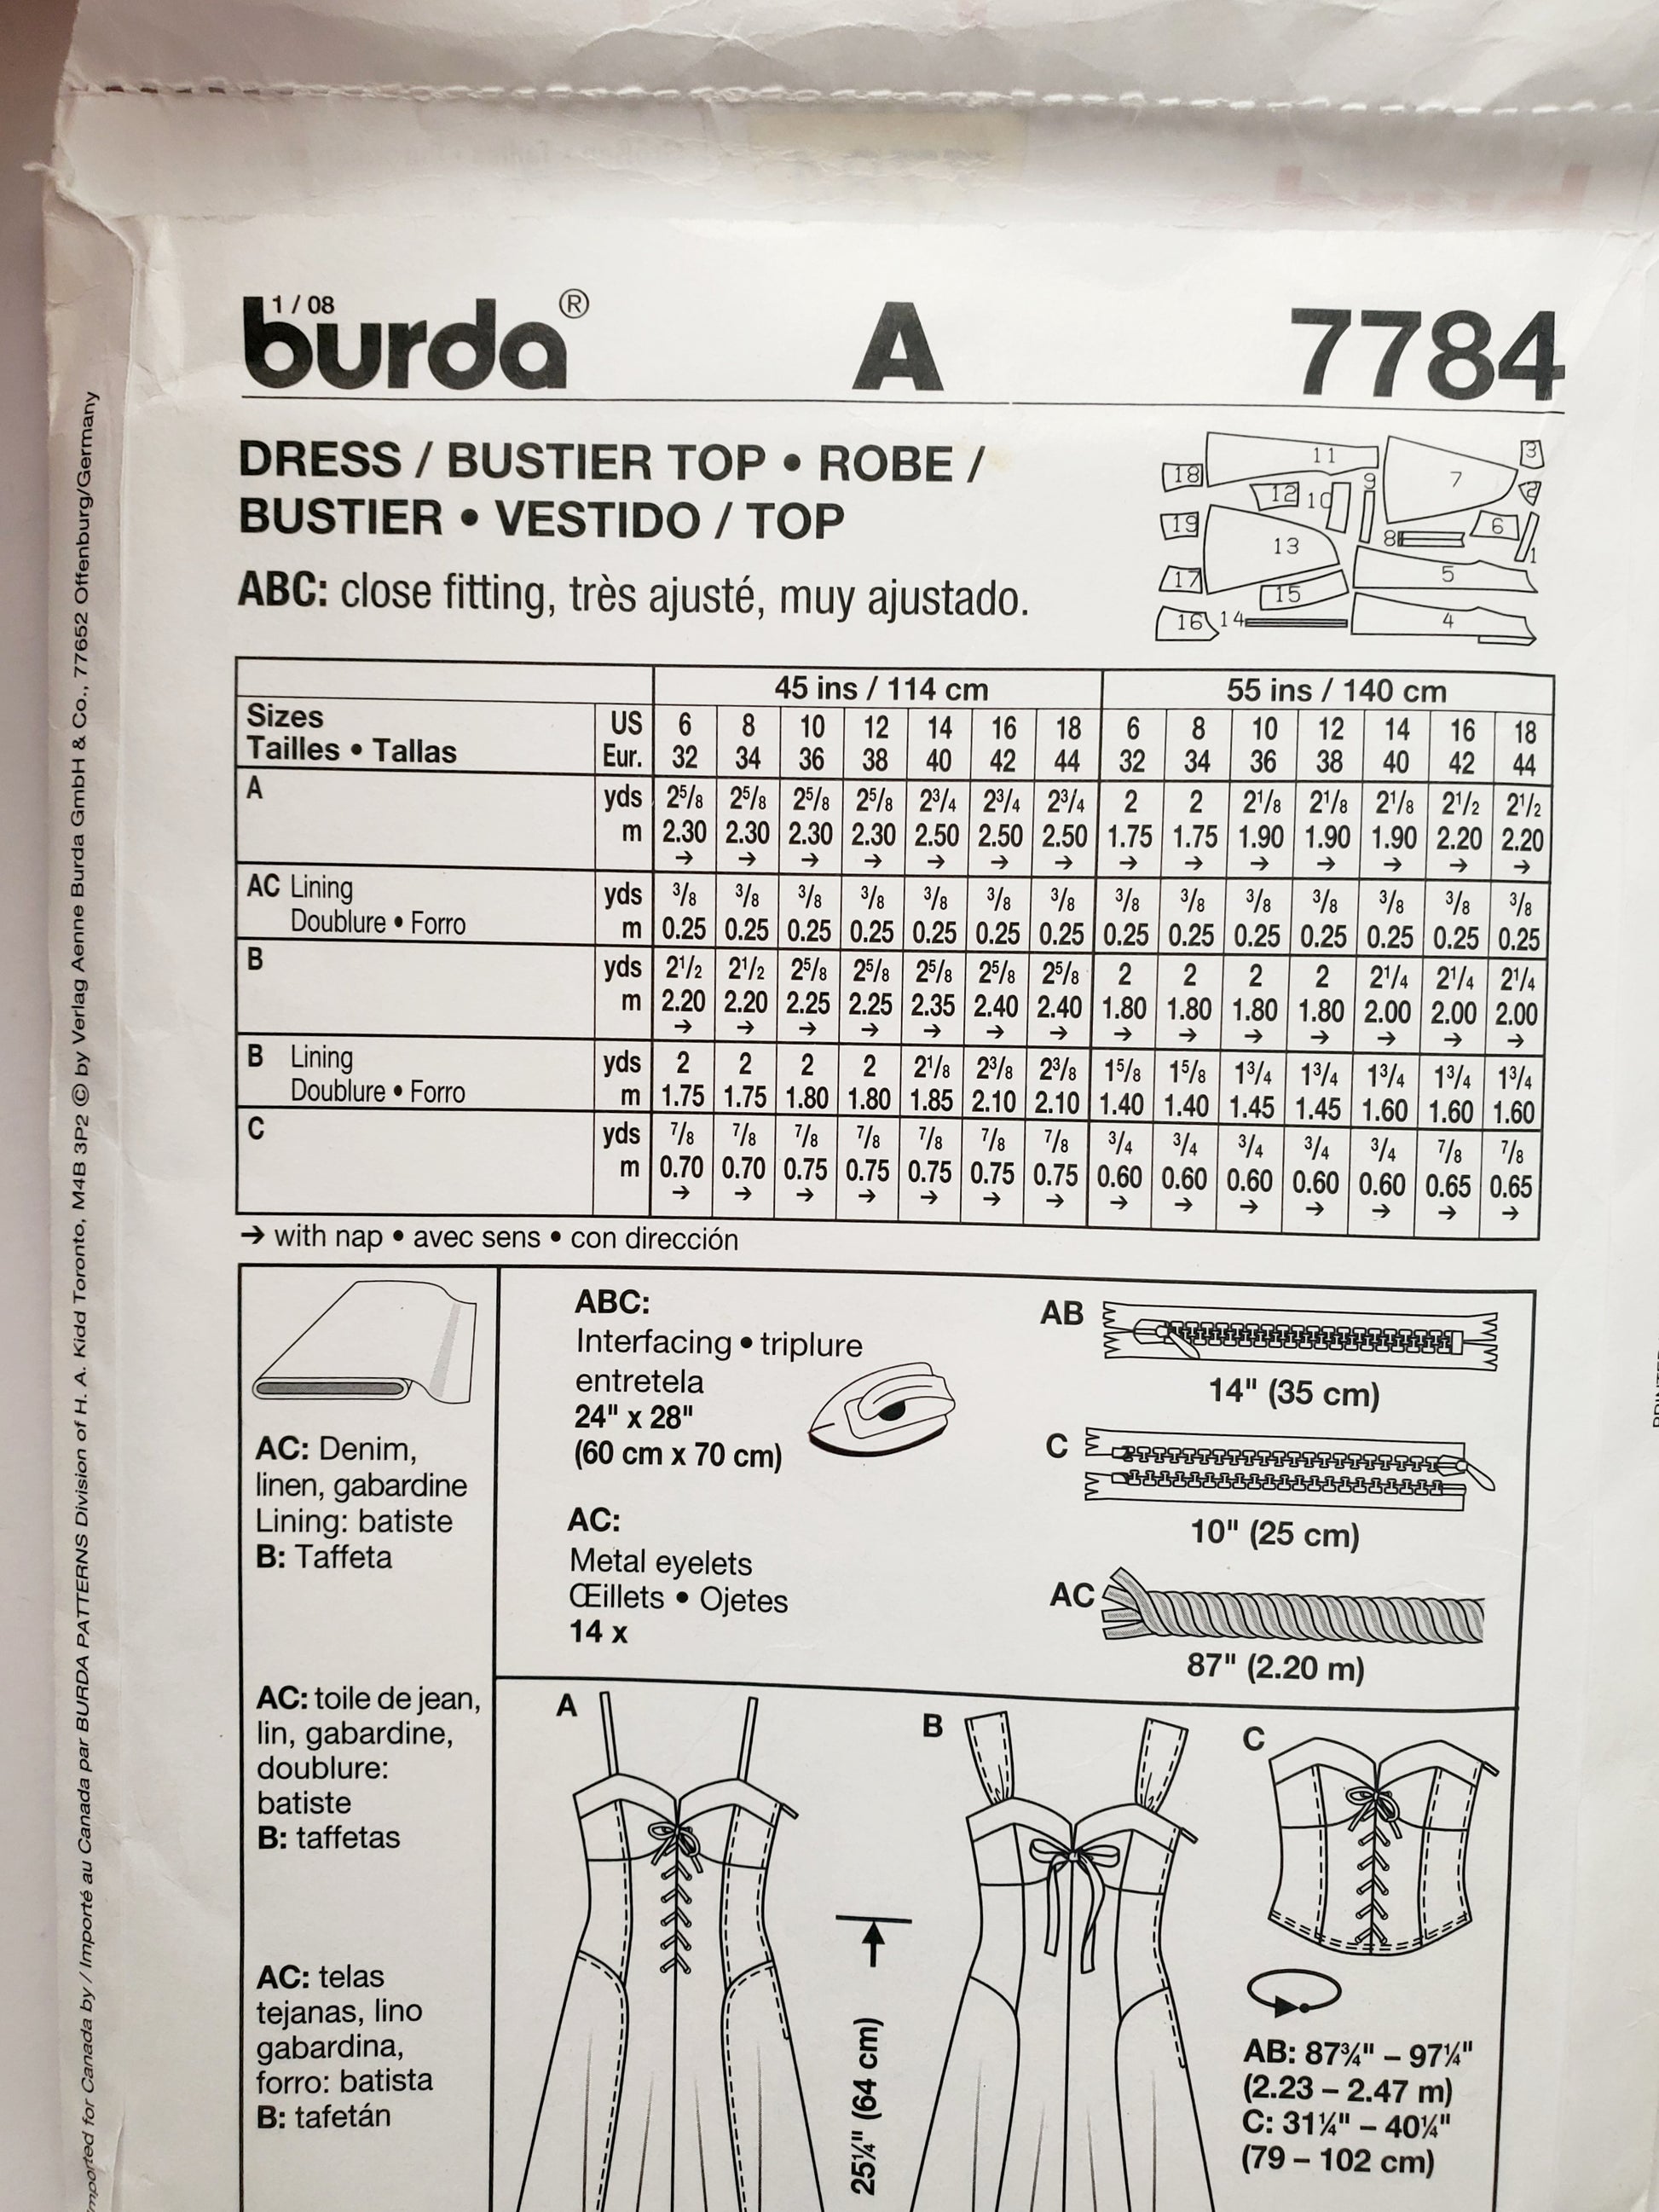 1 / 08
burda® A 7784
DRESS / BUSTIER TOP • ROBE /
BUSTIER • VESTIDO / TOP
ABC: close fitting, très ajusté, muy ajustado.
11 3
18 7
12 10 9 2
19 6
13 8 1
17 5
15
16 14 4
45 ins / 114 cm 55 ins / 140 cm
Sizes US 6 8 10 12 14 16 18 6 8 10 12 14 16 18
Tailles • Tallas Eur. 32 34 36 38 40 42 44 32 34 36 38 40 42 44
A yds 2⁵/₈ 2⁵/₈ 2⁵/₈ 2⁵/₈ 2³/₄ 2³/₄ 2³/₄ 2 2 2¹/₈ 2¹/₈ 2¹/₈ 2¹/₂ 2¹/₂
m 2.30 2.30 2.30 2.30 2.50 2.50 2.50 1.75 1.75 1.90 1.90 1.90 2.20 2.20
→ → → → → → → → → → → → → →
AC Lining yds ³/₈ ³/₈ ³/₈ ³/₈ ³/₈ ³/₈ ³/₈ ³/₈ ³/₈ ³/₈ ³/₈ ³/₈ ³/₈ ³/₈
Doublure • Forro m 0.25 0.25 0.25 0.25 0.25 0.25 0.25 0.25 0.25 0.25 0.25 0.25 0.25 0.25
B yds 2¹/₂ 2¹/₂ 2⁵/₈ 2⁵/₈ 2⁵/₈ 2⁵/₈ 2⁵/₈ 2 2 2 2 2¹/₄ 2¹/₄ 2¹/₄
m 2.20 2.20 2.25 2.25 2.35 2.40 2.40 1.80 1.80 1.80 1.80 2.00 2.00 2.00
→ → → → → → → → → → → → → →
B Lining yds 2 2 2 2 2¹/₈ 2³/₈ 2³/₈ 1⁵/₈ 1⁵/₈ 1³/₄ 1³/₄ 1³/₄ 1³/₄ 1³/₄
Doublure • Forro m 1.75 1.75 1.80 1.80 1.85 2.10 2.10 1.40 1.40 1.45 1.45 1.60 1.60 1.60
C yds ⁷/₈ ⁷/₈ ⁷/₈ ⁷/₈ ⁷/₈ ⁷/₈ ⁷/₈ ³/₄ ³/₄ ³/₄ ³/₄ ³/₄ ⁷/₈ ⁷/₈
m 0.70 0.70 0.75 0.75 0.75 0.75 0.75 0.60 0.60 0.60 0.60 0.60 0.65 0.65
→ → → → → → → → → → → → → →
→ with nap • avec sens • con dirección
AC: Denim,
linen, gabardine
Lining: batiste
B: Taffeta
AC: toile de jean,
lin, gabardine,
doublure:
batiste
B: taffetas
AC: telas
tejanas, lino
gabardina,
forro: batista
B: tafetán
ABC:
Interfacing • triplure
entretela
24" x 28"
(60 cm x 70 cm)
AC:
Metal eyelets
Œillets • Ojetes
14 x
AB
14" (35 cm)
C
10" (25 cm)
AC
87" (2.20 m)
A
B
C
25¼" (64 cm)
AB: 87¾" – 97¼"
(2.23 – 2.47 m)
C: 31¼" – 40¼"
(79 – 102 cm)
Imported for Canada by / Importé au Canada par BURDA PATTERNS Division of H. A. Kidd Toronto, M4B 3P2 © by Verlag Aenne Burda GmbH & Co., 77652 Offenburg/Germany